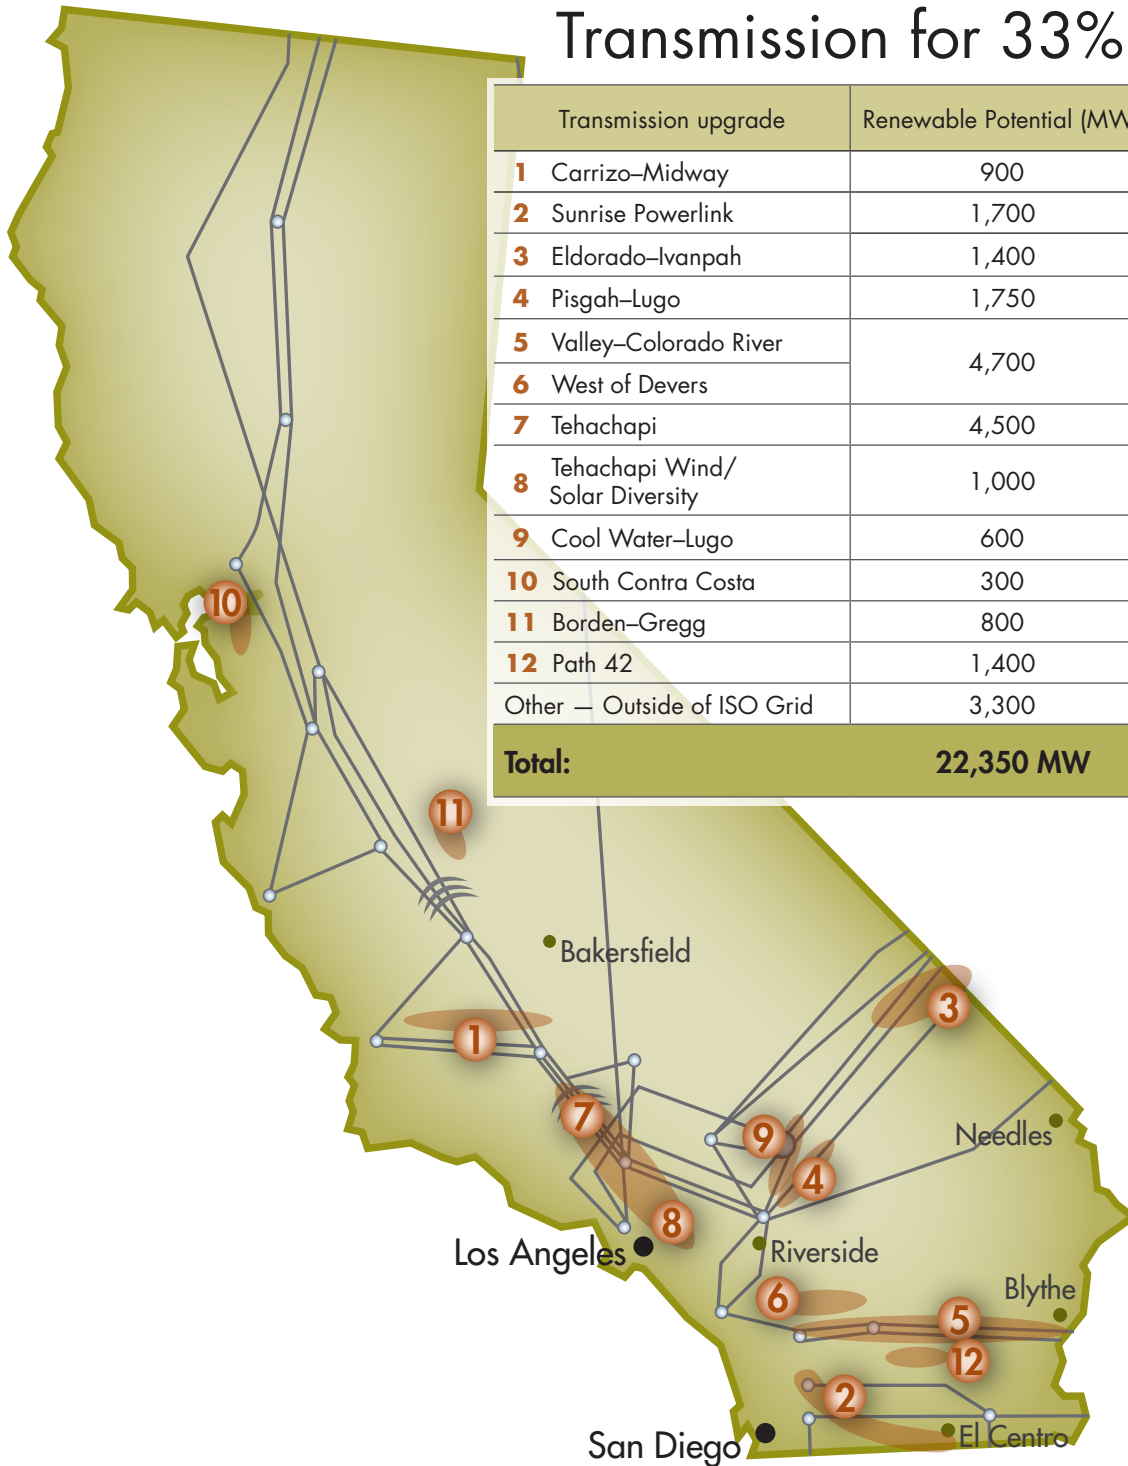 Transmission for 33%
Transmission upgrade Renewable Potential (MW
1 Carrizo–Midway 900
2 Sunrise Powerlink 1,700
3 Eldorado–Ivanpah 1,400
4 Pisgah–Lugo 1,750
5 Valley–Colorado River
4,700
6 West of Devers
7 Tehachapi 4,500
8 Tehachapi Wind/
Solar Diversity 1,000
9 Cool Water–Lugo 600
10 South Contra Costa 300
11 Borden–Gregg 800
12 Path 42 1,400
Other — Outside of ISO Grid 3,300
Total: 22,350 MW
10
11
Bakersfield
3
1
7
9
Needles
4
8
Los Angeles
Riverside
6
Blythe
5
12
2
San Diego
El Centro